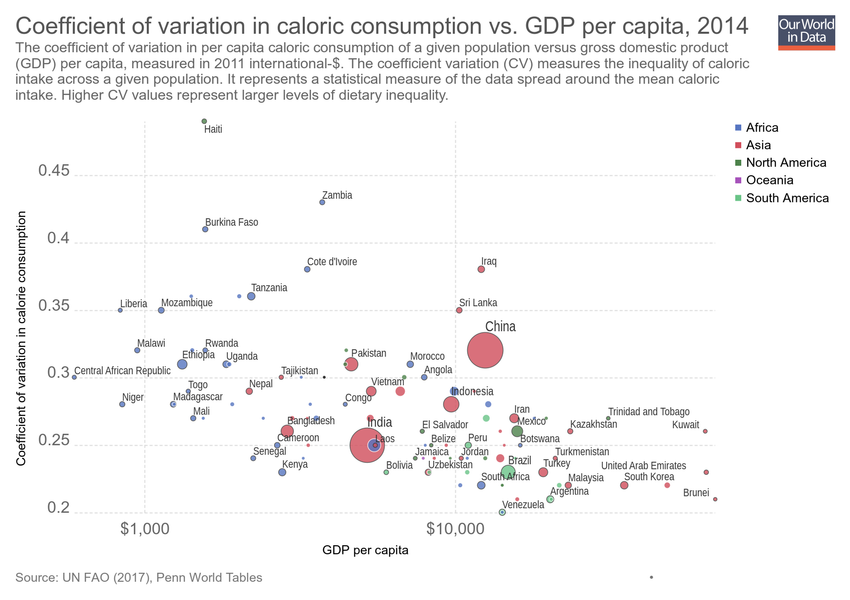 Coefficient of variation in caloric consumption vs. GDP per capita, 2014
Our World
in Data
The coefficient of variation in per capita caloric consumption of a given population versus gross domestic product
(GDP) per capita, measured in 2011 international-$. The coefficient variation (CV) measures the inequality of caloric
intake across a given population. It represents a statistical measure of the data spread around the mean caloric
intake. Higher CV values represent larger levels of dietary inequality.
Africa
Asia
North America
Oceania
South America
Haiti
0.45
Zambia
Burkina Faso
0.4
Cote d'Ivoire
Iraq
Tanzania
0.35
Liberia
Mozambique
Sri Lanka
China
Malawi
Rwanda
Ethiopia
Uganda
Pakistan
Morocco
Central African Republic
Tajikistan
Angola
0.3
Togo
Nepal
Vietnam
Indonesia
Niger
Madagascar
Congo
Mali
Bangladesh
India
Iran
Mexico
Trinidad and Tobago
El Salvador
Kazakhstan
Kuwait
0.25
Cameroon
Laos
Belize
Peru
Botswana
Senegal
Jamaica
Jordan
Turkmenistan
Kenya
Bolivia
Uzbekistan
Brazil
Turkey
United Arab Emirates
South Africa
Malaysia
South Korea
Argentina
Brunei
0.2
Venezuela
$1,000
$10,000
Coefficient of variation in calorie consumption
GDP per capita
Source: UN FAO (2017), Penn World Tables